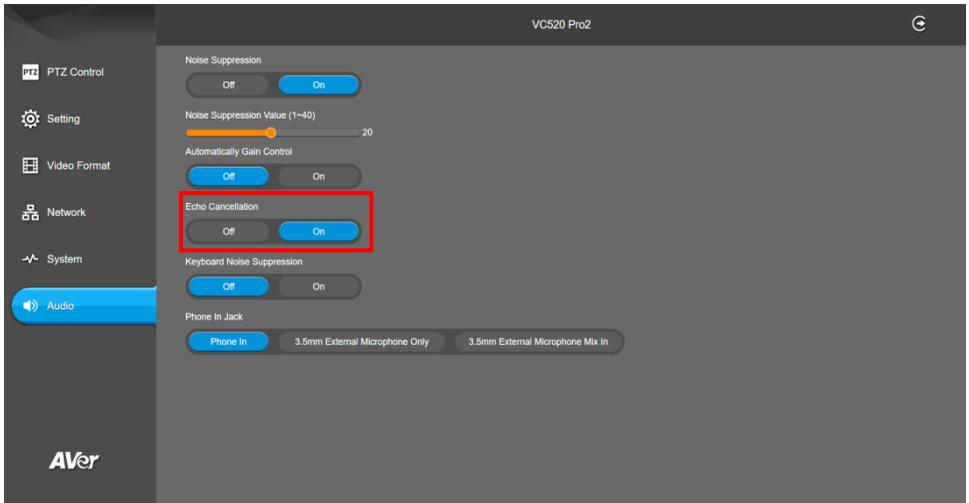 VC520 Pro2
PTZ PTZ Control
Setting
Video Format
Network
System
Audio
AVer
Noise Suppression
Off On
Noise Suppression Value (1~40)
20
Automatically Gain Control
Off On
Echo Cancellation
Off On
Keyboard Noise Suppression
Off On
Phone In Jack
Phone In 3.5mm External Microphone Only 3.5mm External Microphone Mix In